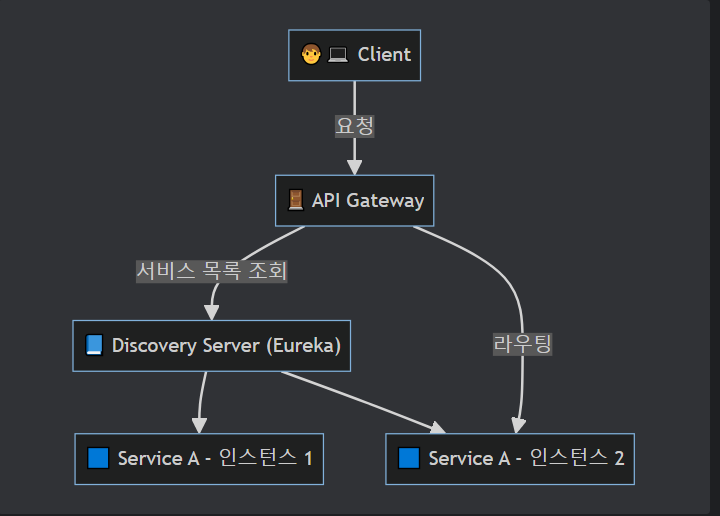 🧑💻 Client
요청
🚪 API Gateway
서비스 목록 조회
📘 Discovery Server (Eureka)
라우팅
🟦 Service A - 인스턴스 1
🟦 Service A - 인스턴스 2